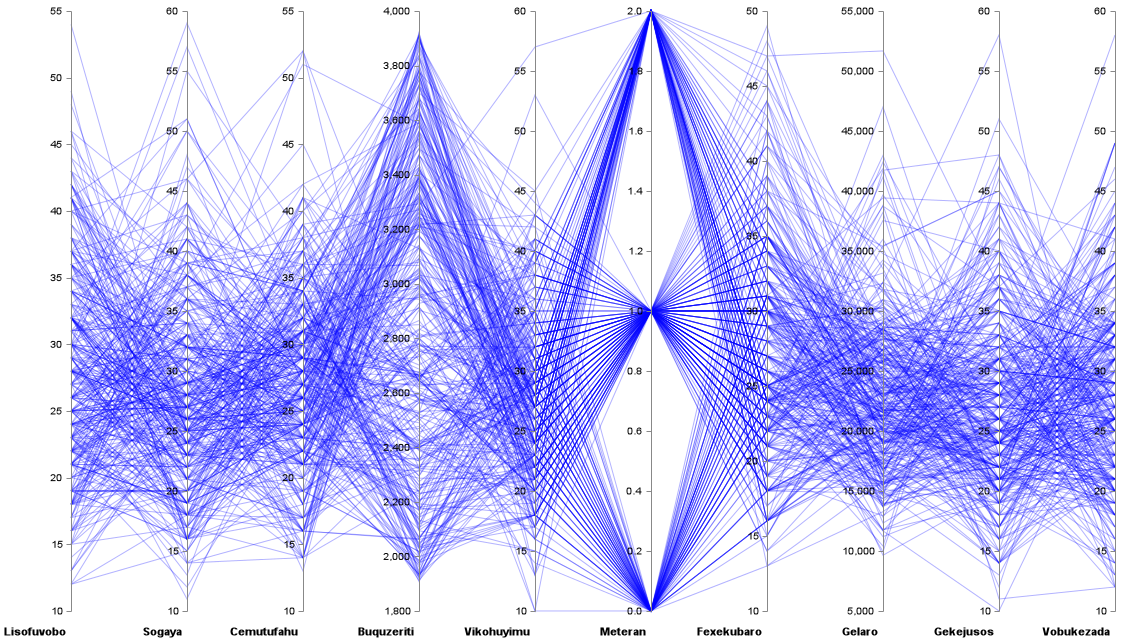 55 60 55 4,000 60 2.0 50 55,000 60 60
50 55 50 3,800 55 1.8 45 50,000 55 55
45 50 45 3,600 50 1.6 40 45,000 50 50
40 45 40 3,400 45 1.4 35 40,000 45 45
35 40 35 3,200 40 1.2 30 35,000 40 40
30 35 30 3,000 35 1.0 25 30,000 35 35
25 30 25 2,800 30 0.8 20 25,000 30 30
20 25 20 2,600 25 0.6 15 20,000 25 25
15 20 15 2,400 20 0.4 10 15,000 20 20
10 15 10 2,200 15 0.2 10,000 15 15
10 2,000 10 0.0 5,000 10 10
1,800
Lisofuvobo Sogaya Cemutufahu Buquzeriti Vikohuyimu Meteran Fexekubaro Gelaro Gekejusos Vobukezada